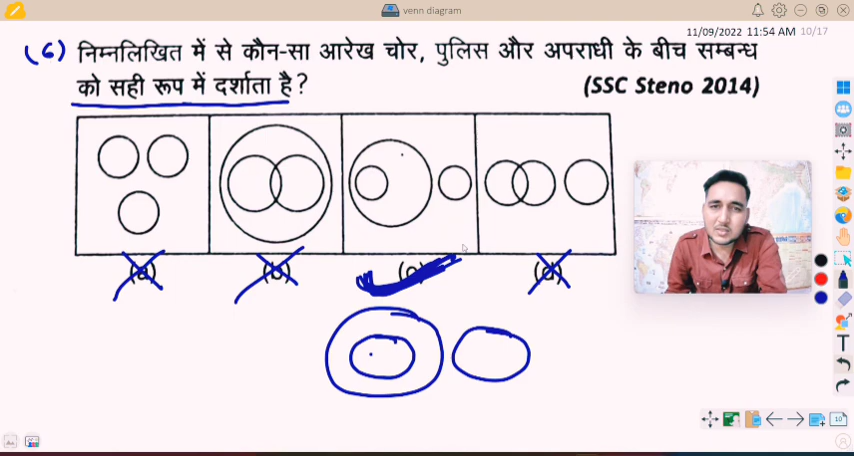 venn diagram
11/09/2022 11:54 AM 10/17
(6) निम्नलिखित में से कौन-सा आरेख चोर, पुलिस और अपराधी के बीच सम्बन्ध
को सही रूप में दर्शाता है?
(SSC Steno 2014)
(a) (b) (c) (d)
T
10